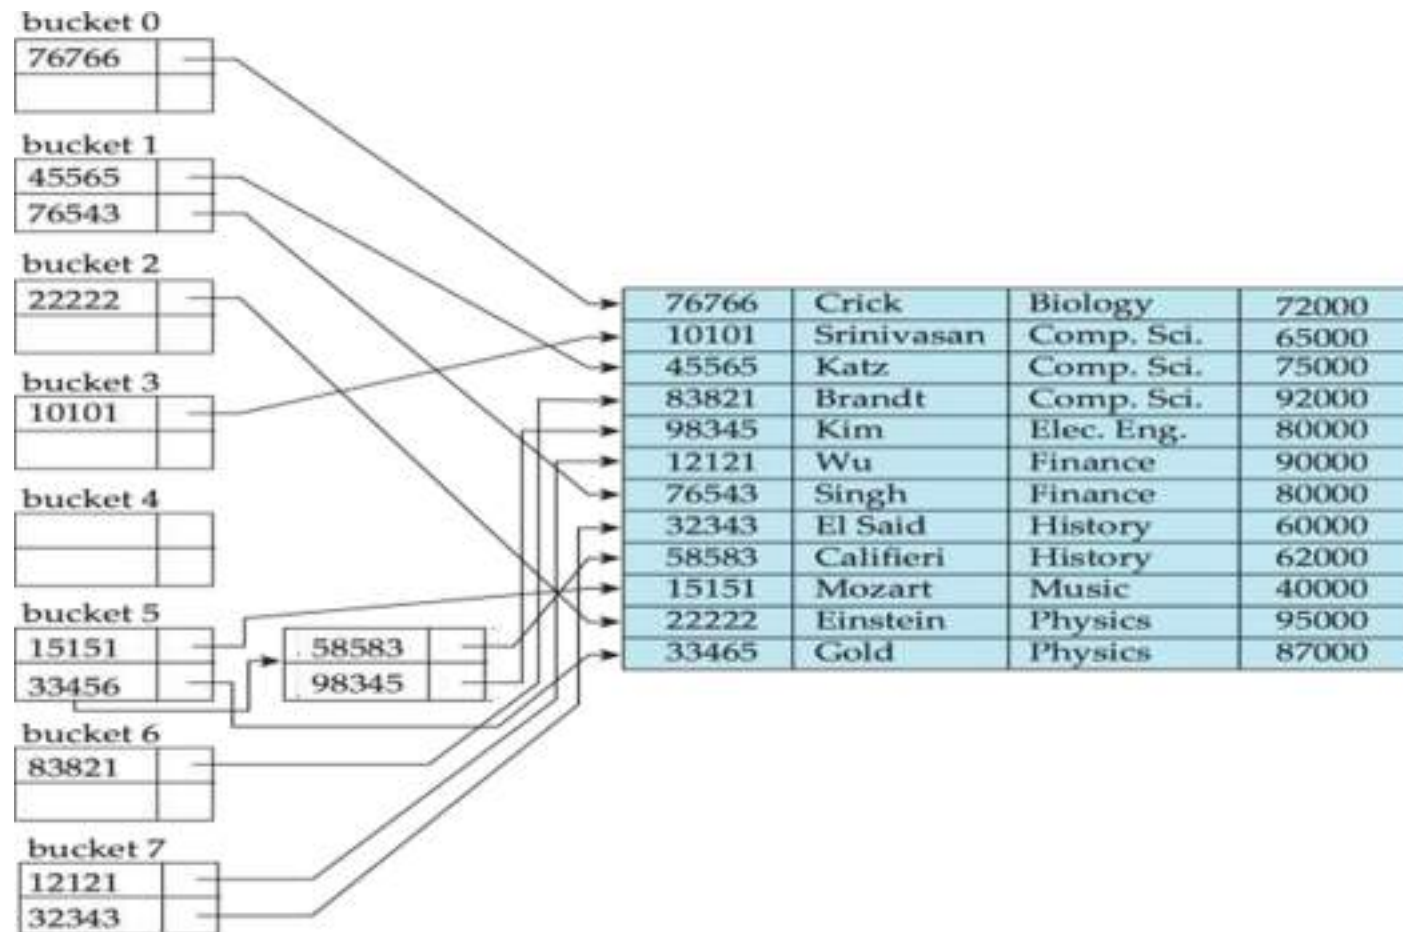 bucket 0
76766
bucket 1
45565
76543
bucket 2
22222
bucket 3
10101
bucket 4
bucket 5
15151
33456
58583
98345
bucket 6
83821
bucket 7
12121
32343
76766 Crick Biology 72000
10101 Srinivasan Comp. Sci. 65000
45565 Katz Comp. Sci. 75000
83821 Brandt Comp. Sci. 92000
98345 Kim Elec. Eng. 80000
12121 Wu Finance 90000
76543 Singh Finance 80000
32343 El Said History 60000
58583 Califieri History 62000
15151 Mozart Music 40000
22222 Einstein Physics 95000
33465 Gold Physics 87000